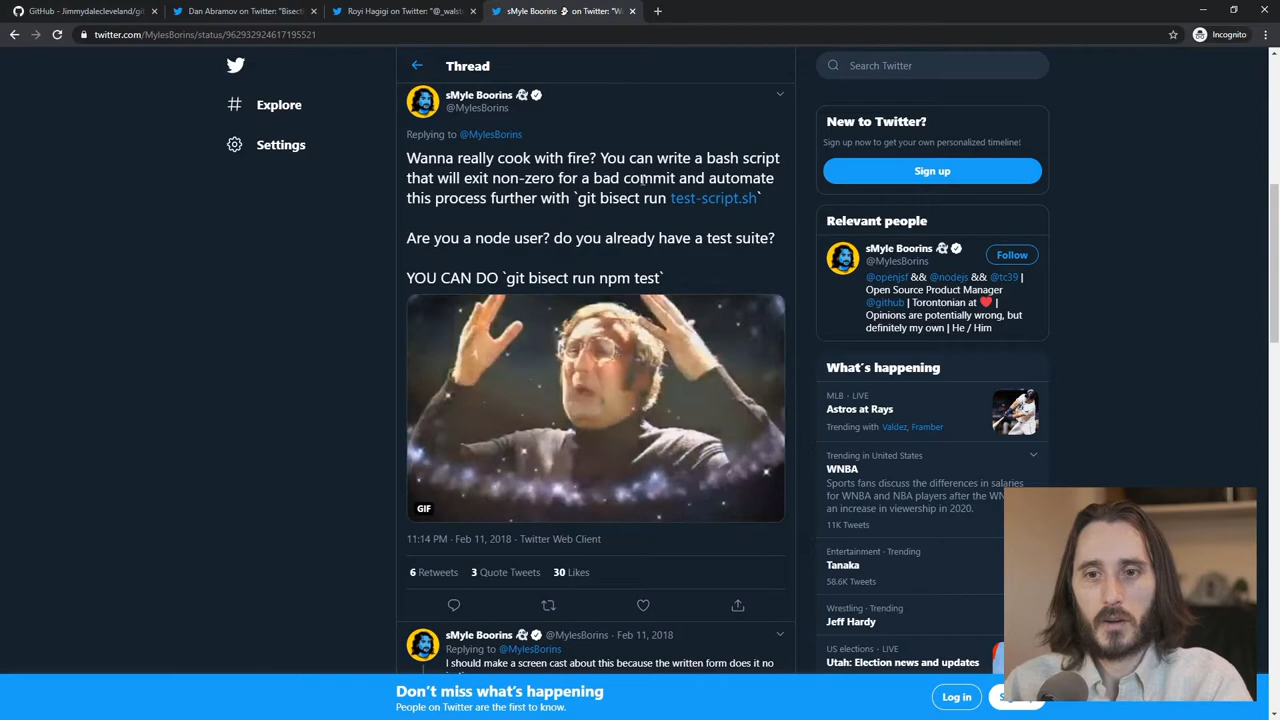 GitHub - Jimmydalecleveland/git
Dan Abramov on Twitter: "Bisecti
Royi Hagigi on Twitter: "@_walst
sMyle Boorins on Twitter: "W
twitter.com/MylesBorins/status/962932924617195521
Incognito
Explore
Settings
Thread
sMyle Boorins
@MylesBorins
Replying to @MylesBorins
Wanna really cook with fire? You can write a bash script
that will exit non-zero for a bad commit and automate
this process further with `git bisect run test-script.sh`
Are you a node user? do you already have a test suite?
YOU CAN DO `git bisect run npm test`
GIF
11:14 PM · Feb 11, 2018 · Twitter Web Client
6 Retweets 3 Quote Tweets 30 Likes
sMyle Boorins @MylesBorins · Feb 11, 2018
Replying to @MylesBorins
I should make a screen cast about this because the written form does it no
Search Twitter
New to Twitter?
Sign up now to get your own personalized timeline!
Sign up
Relevant people
sMyle Boorins
@MylesBorins
Follow
@openjsf && @nodejs && @tc39 |
Open Source Product Manager
@github | Torontonian at |
Opinions are potentially wrong, but
definitely my own | He / Him
What's happening
MLB · LIVE
Astros at Rays
Trending with Valdez, Framber
Trending in United States
WNBA
Sports fans discuss the differences in salaries
for WNBA and NBA players after the WN
an increase in viewership in 2020.
11K Tweets
Entertainment · Trending
Tanaka
58.6K Tweets
Wrestling · Trending
Jeff Hardy
US elections · LIVE
Utah: Election news and updates
Don't miss what's happening
People on Twitter are the first to know.
Log in